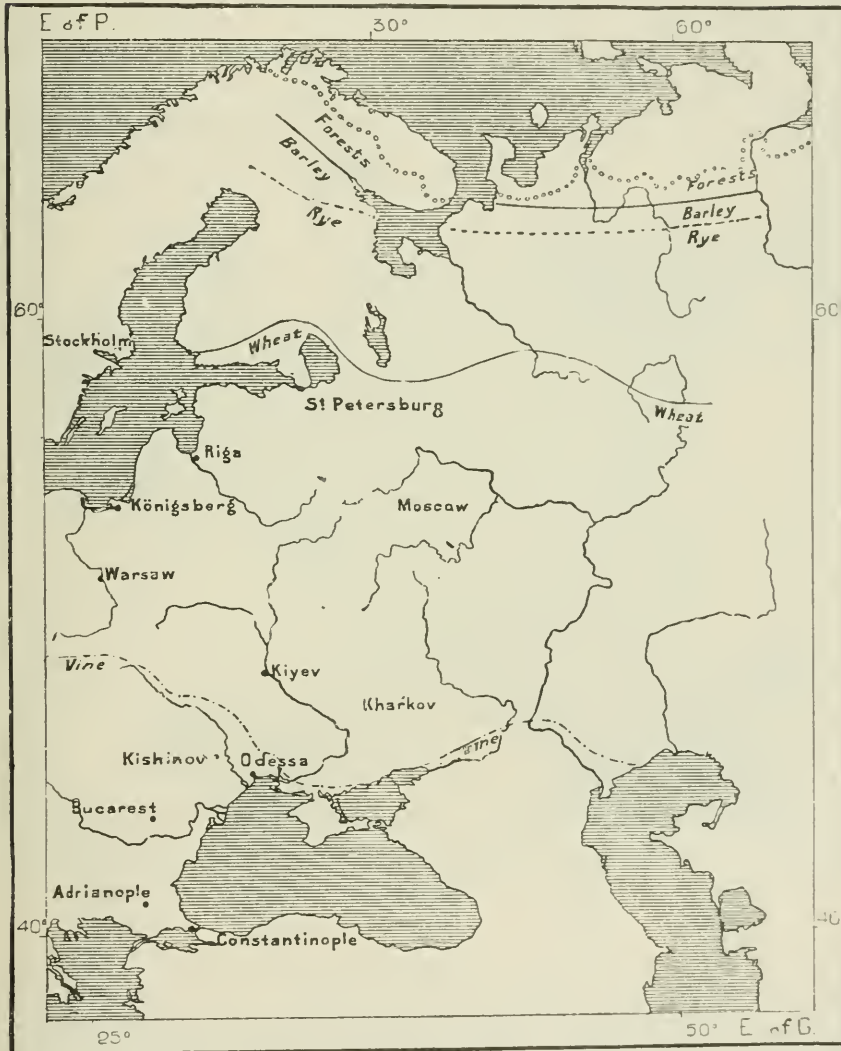 E of P. 30° 60°
Forests
Barley
Forests
Rye
Barley
Rye
60° 60
Stockholm
Wheat
St Petersburg
Wheat
Riga
Königsberg
Moscaw
Warsaw
Vine
Kiyev
Kharkov
Vine
Kishinov
Odessa
Bucarest
Adrianople
40° 40
Constantinople
25° 50° E of G.